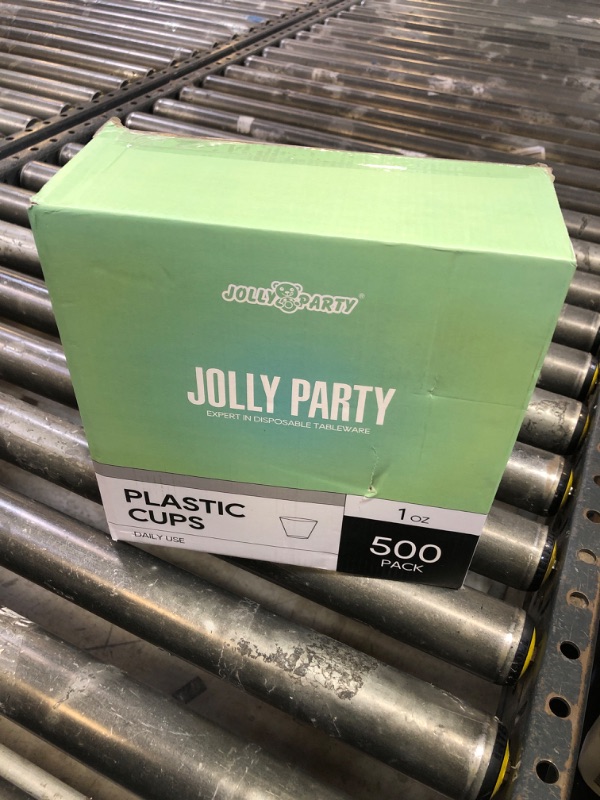 JOLLY PARTY®
JOLLY PARTY
EXPERT IN DISPOSABLE TABLEWARE
PLASTIC
CUPS
DAILY USE
1 OZ
500
PACK